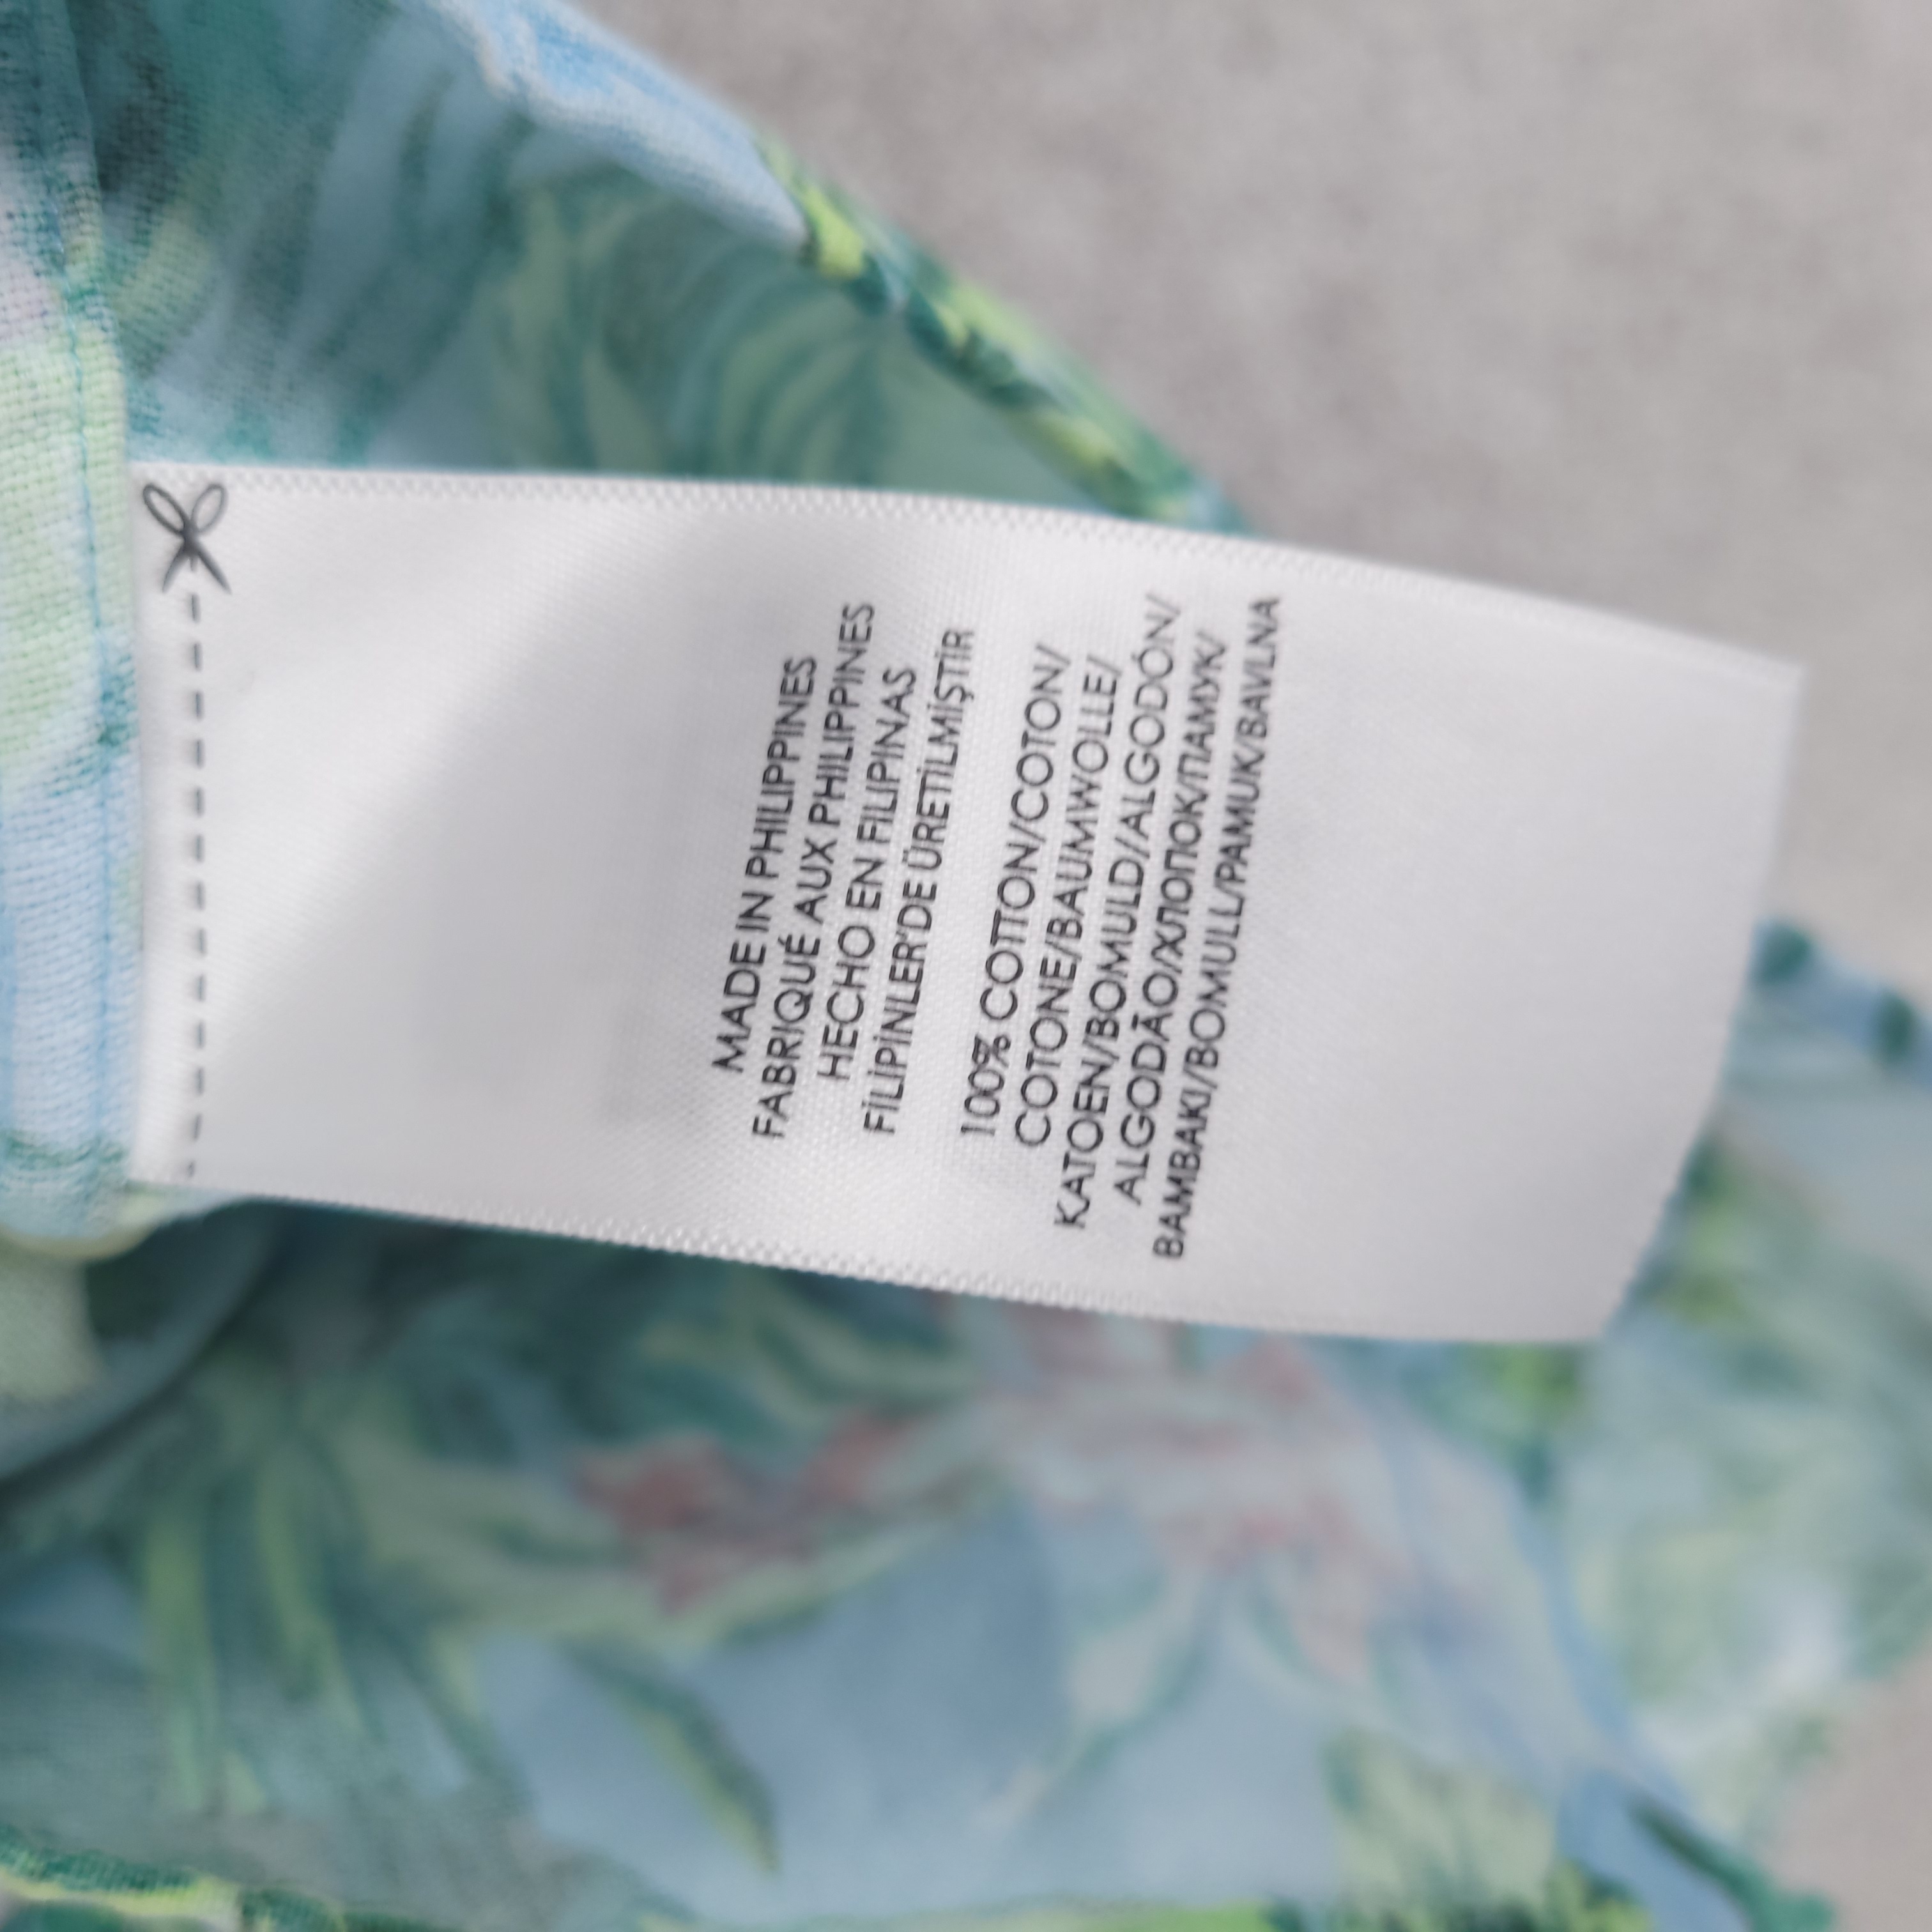 MADE IN PHILIPPINES
FABRIQUÉ AUX PHILIPPINES
HECHO EN FILIPINAS
FİLİPİNLER'DE ÜRETİLMİŞTİR
100% COTTON/COTON/
COTONE/BAUMWOLLE/
KATOEN/BOMULD/ALGODÓN/
ALGODÃO/ХЛОПОК/ПАМУК/
BAMBAKI/BOMULL/PAMUK/BAVLNA